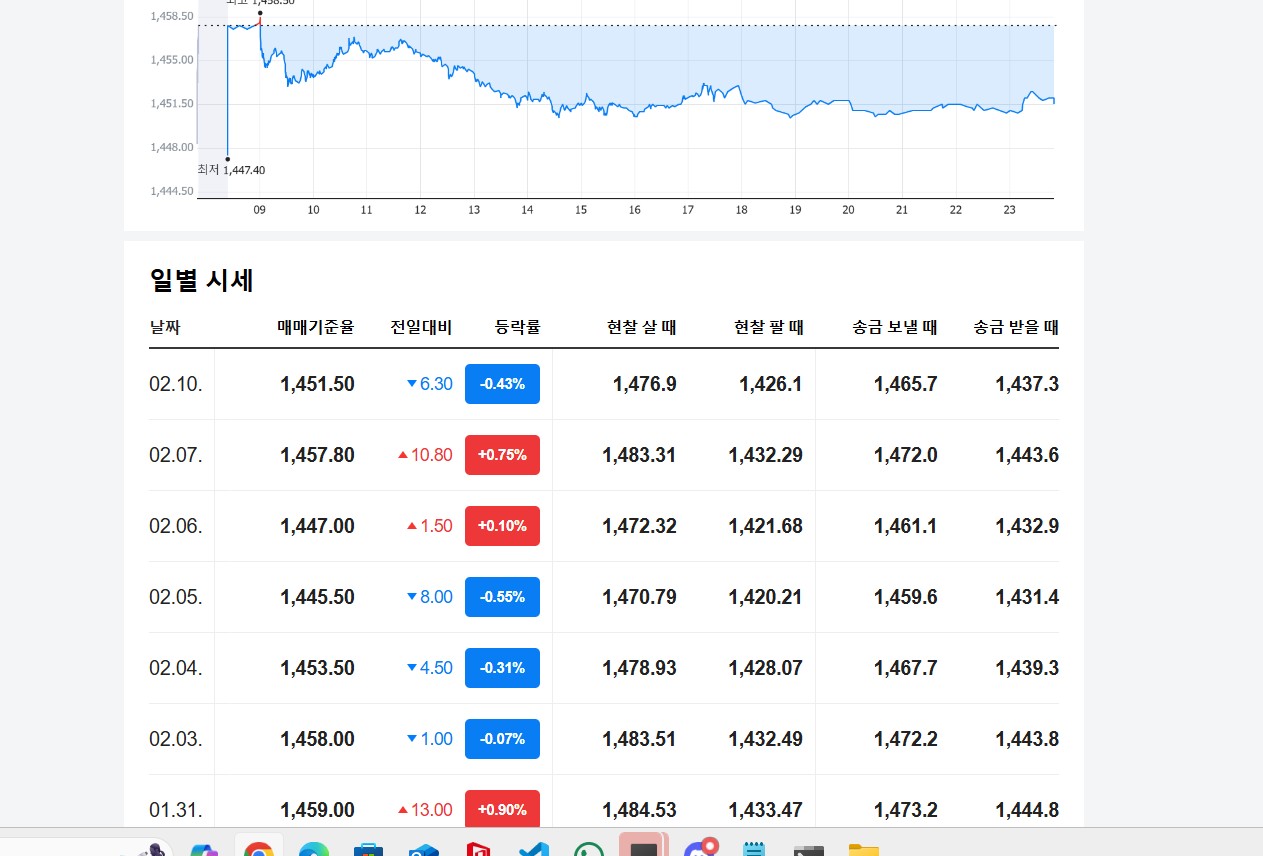 최고 1,458.50
1,458.50
1,455.00
1,451.50
1,448.00
최저 1,447.40
1,444.50
09 10 11 12 13 14 15 16 17 18 19 20 21 22 23
일별 시세
날짜 매매기준율 전일대비 등락률 현찰 살 때 현찰 팔 때 송금 보낼 때 송금 받을 때
02.10. 1,451.50 ▼6.30 -0.43% 1,476.9 1,426.1 1,465.7 1,437.3
02.07. 1,457.80 ▲10.80 +0.75% 1,483.31 1,432.29 1,472.0 1,443.6
02.06. 1,447.00 ▲1.50 +0.10% 1,472.32 1,421.68 1,461.1 1,432.9
02.05. 1,445.50 ▼8.00 -0.55% 1,470.79 1,420.21 1,459.6 1,431.4
02.04. 1,453.50 ▼4.50 -0.31% 1,478.93 1,428.07 1,467.7 1,439.3
02.03. 1,458.00 ▼1.00 -0.07% 1,483.51 1,432.49 1,472.2 1,443.8
01.31. 1,459.00 ▲13.00 +0.90% 1,484.53 1,433.47 1,473.2 1,444.8